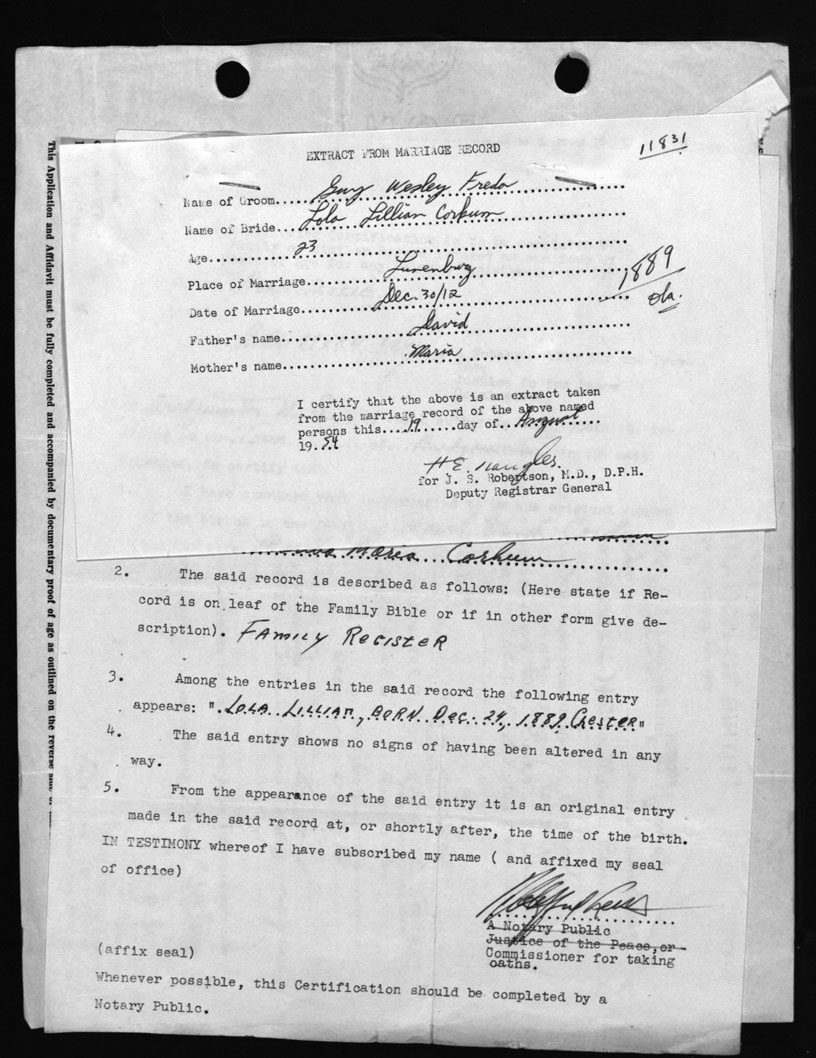 This Application and Affidavit must be fully completed and accompanied by documentary proof of age as outlined on the reverse side of
EXTRACT FROM MARRIAGE RECORD
11831
Name of Groom....Guy Wesley Freda
Name of Bride....Lola Lillian Corkum
Age....23
Place of Marriage....Lunenburg
1889
Date of Marriage....Dec. 30/12
Father's name....David
Mother's name....Maria
I certify that the above is an extract taken
from the marriage record of the above named
persons this....19....day of..August
19.54
H.E.
for J. S. Robertson, M.D., D.P.H.
Deputy Registrar General
Maria Corkum
2. The said record is described as follows: (Here state if Re-
cord is on leaf of the Family Bible or if in other form give de-
scription). FAMILY REGISTER
3. Among the entries in the said record the following entry
appears: "LOLA LILLIAN, BORN DEC. 24, 1889 CHESTER"
4. The said entry shows no signs of having been altered in any
way.
5. From the appearance of the said entry it is an original entry
made in the said record at, or shortly after, the time of the birth.
IN TESTIMONY whereof I have subscribed my name ( and affixed my seal
of office)
A Notary Public
Justice of the Peace, or
Commissioner for taking
oaths.
(affix seal)
Whenever possible, this Certification should be completed by a
Notary Public.